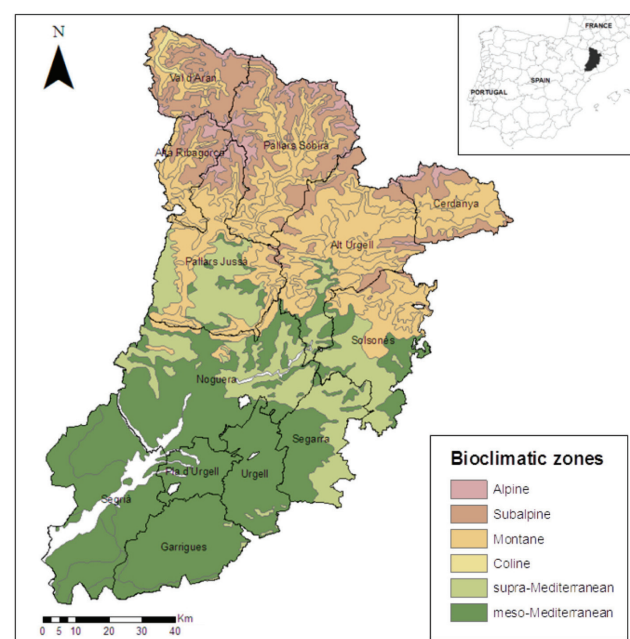 N
FRANCE
SPAIN
PORTUGAL
Val d'Aran
Alta Ribagorça
Pallars Sobirà
Cerdanya
Alt Urgell
Pallars Jussà
Solsonès
Noguera
Segarra
Pla d'Urgell
Urgell
Segrià
Garrigues
Bioclimatic zones
Alpine
Subalpine
Montane
Coline
supra-Mediterranean
meso-Mediterranean
Km
0 5 10 20 30 40